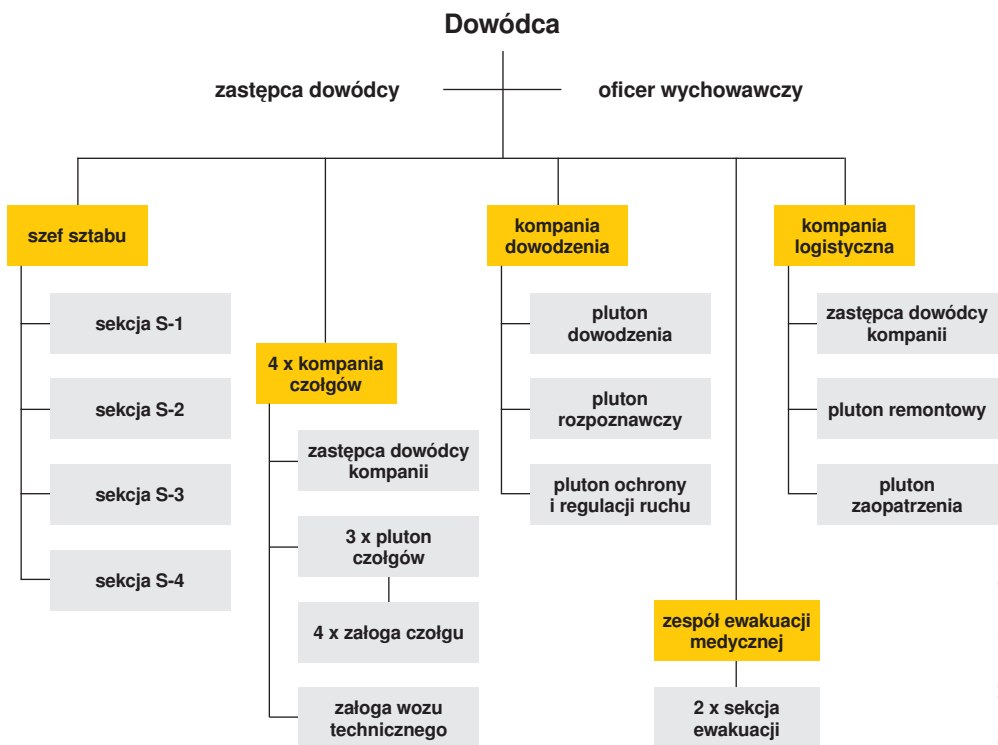 Dowódca
zastępca dowódcy
oficer wychowawczy
szef sztabu
sekcja S-1
sekcja S-2
sekcja S-3
sekcja S-4
4 x kompania
czołgów
zastępca dowódcy
kompanii
3 x pluton
czołgów
4 x załoga czołgu
załoga wozu
technicznego
kompania
dowodzenia
pluton
dowodzenia
pluton
rozpoznawczy
pluton ochrony
i regulacji ruchu
zespół ewakuacji
medycznej
2 x sekcja
ewakuacji
kompania
logistyczna
zastępca dowódcy
kompanii
pluton remontowy
pluton
zaopatrzenia